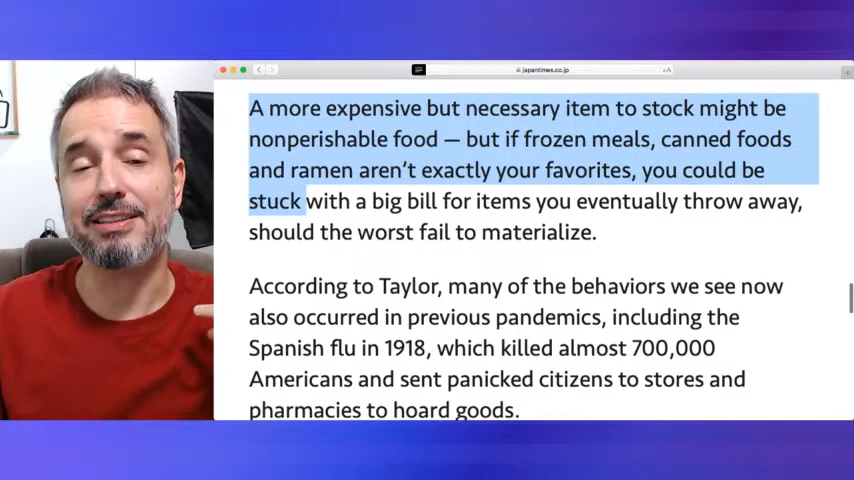 japantimes.co.jp
A more expensive but necessary item to stock might be
nonperishable food — but if frozen meals, canned foods
and ramen aren’t exactly your favorites, you could be
stuck with a big bill for items you eventually throw away,
should the worst fail to materialize.
According to Taylor, many of the behaviors we see now
also occurred in previous pandemics, including the
Spanish flu in 1918, which killed almost 700,000
Americans and sent panicked citizens to stores and
pharmacies to hoard goods.